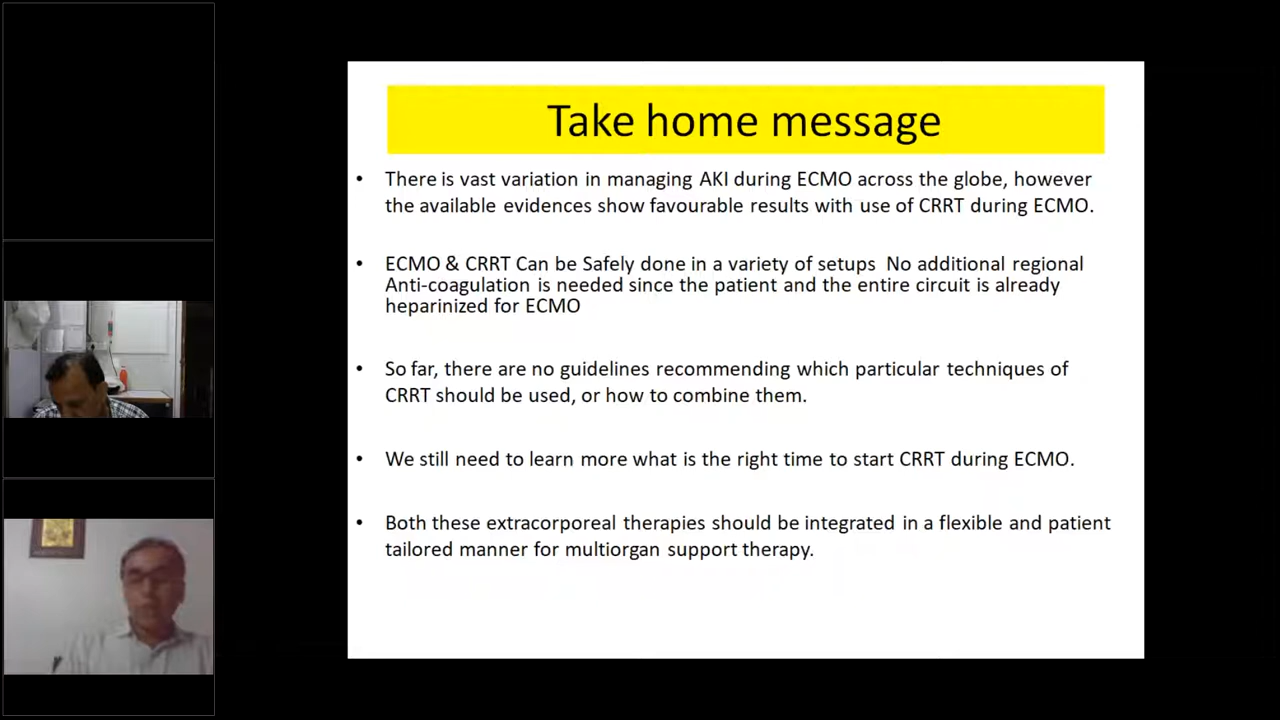 Take home message
• There is vast variation in managing AKI during ECMO across the globe, however
the available evidences show favourable results with use of CRRT during ECMO.
• ECMO & CRRT Can be Safely done in a variety of setups  No additional regional
Anti-coagulation is needed since the patient and the entire circuit is already
heparinized for ECMO
• So far, there are no guidelines recommending which particular techniques of
CRRT should be used, or how to combine them.
• We still need to learn more what is the right time to start CRRT during ECMO.
• Both these extracorporeal therapies should be integrated in a flexible and patient
tailored manner for multiorgan support therapy.